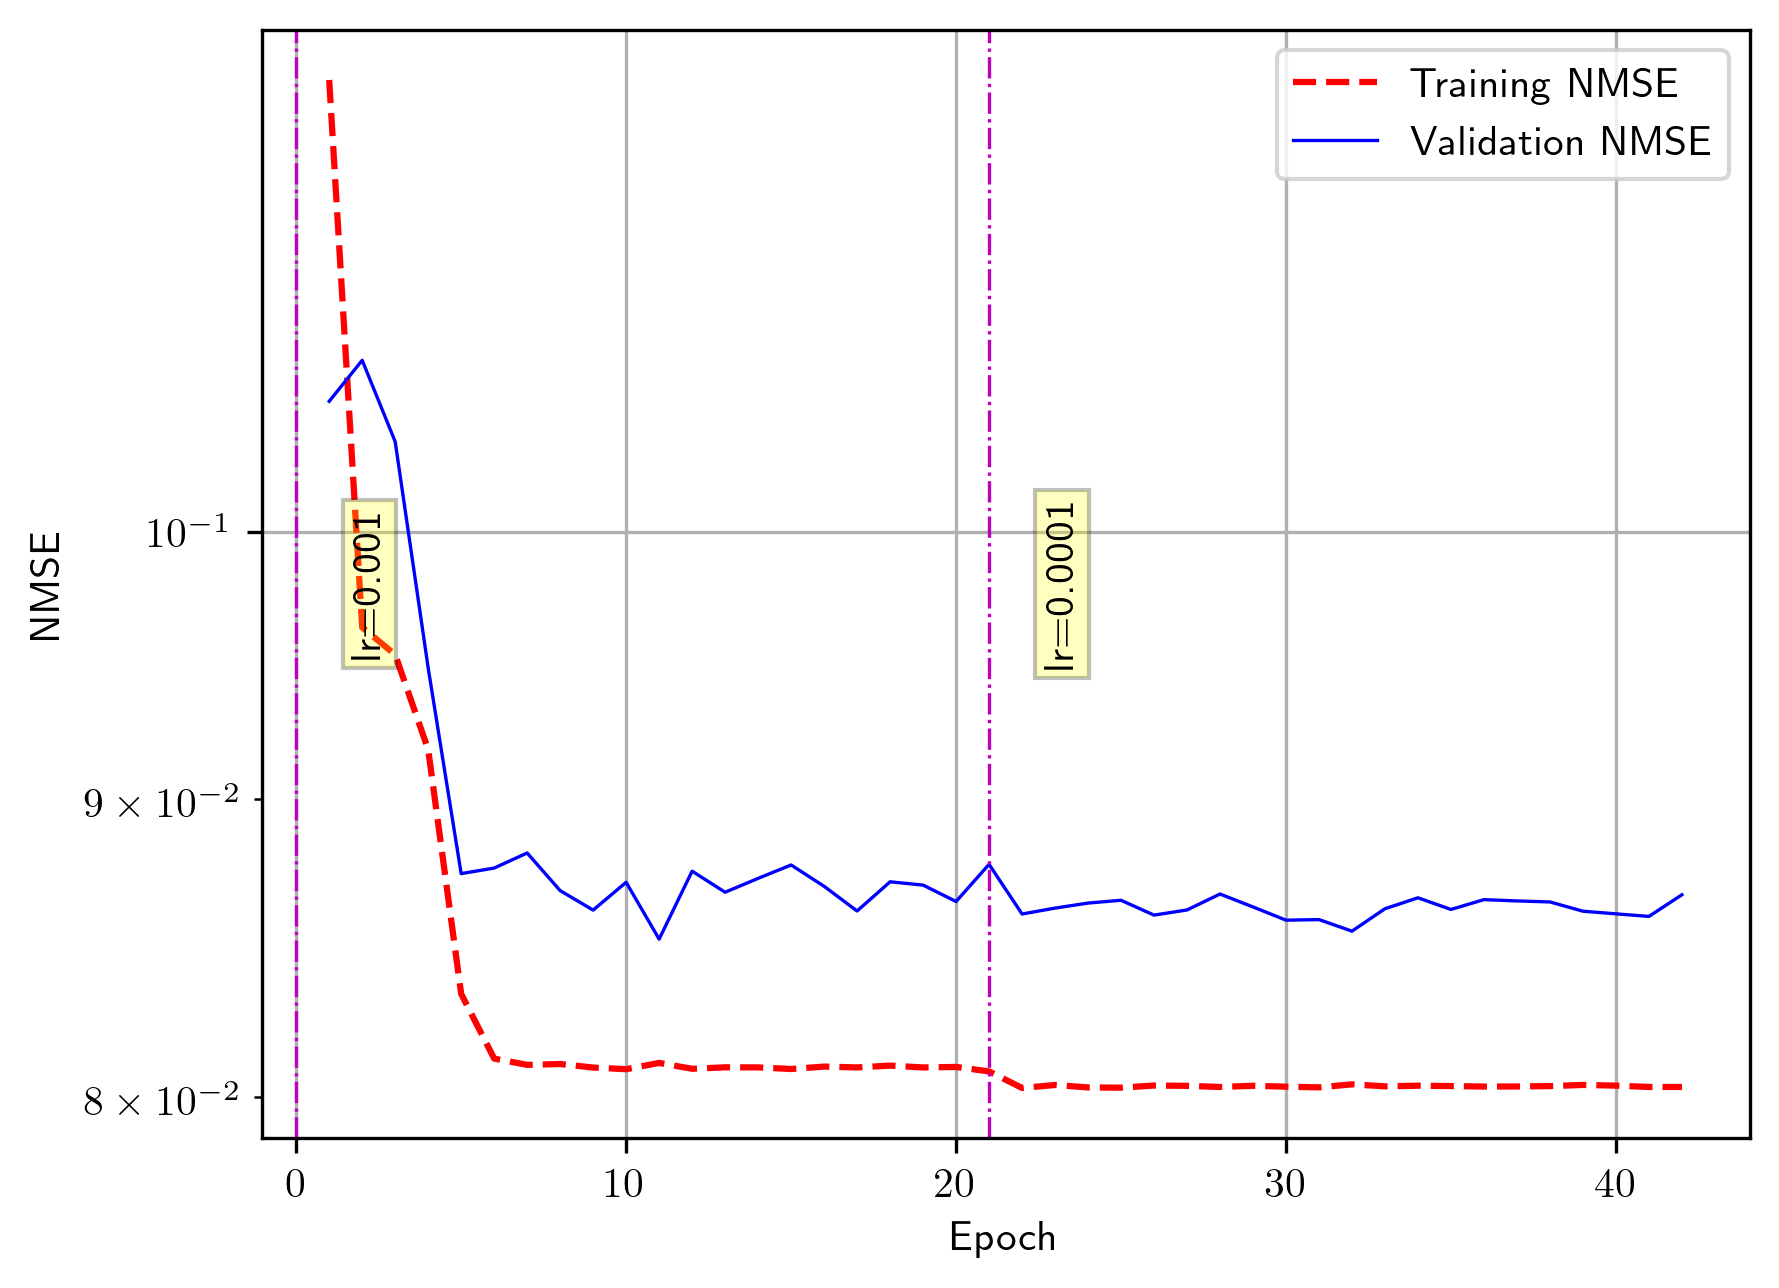 Training NMSE
Validation NMSE
NMSE
10⁻¹
9 × 10⁻²
8 × 10⁻²
lr=0.001
lr=0.0001
0 10 20 30 40
Epoch